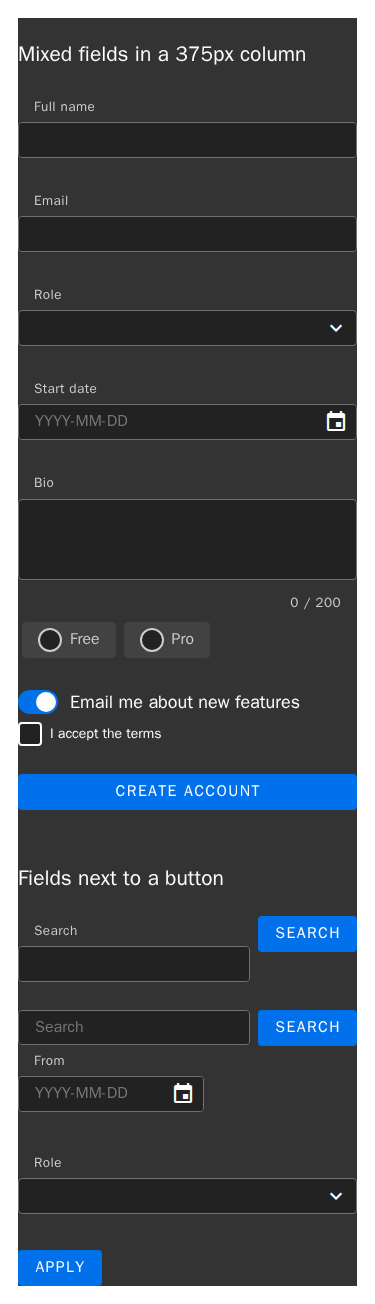 Mixed fields in a 375px column
Full name
Email
Role
Start date
YYYY-MM-DD
Bio
0 / 200
Free Pro
Email me about new features
I accept the terms
CREATE ACCOUNT
Fields next to a button
Search SEARCH
Search SEARCH
From
YYYY-MM-DD
Role
APPLY